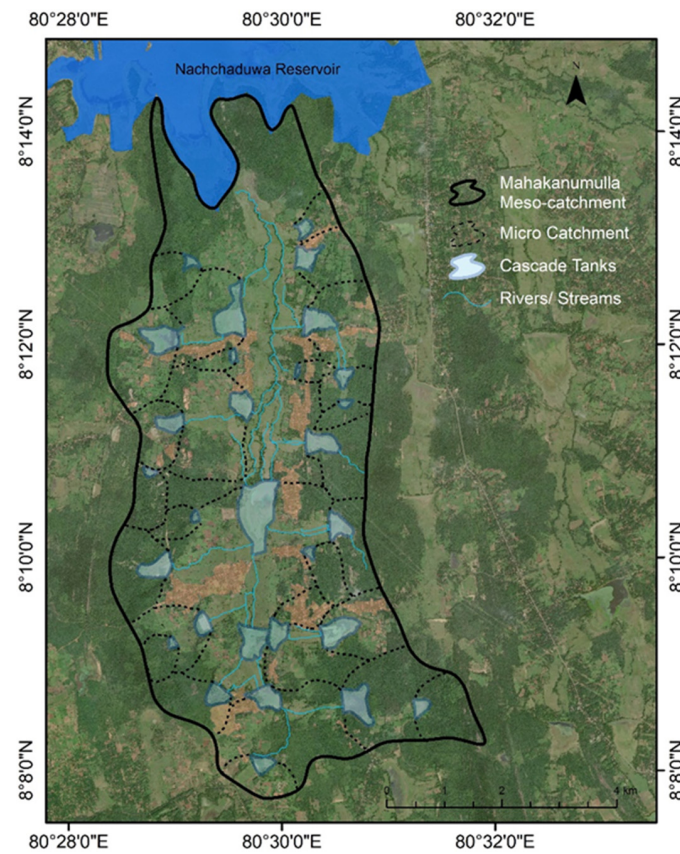 80°28'0"E 80°30'0"E 80°32'0"E
Nachchaduwa Reservoir
N
8°14'0"N 8°14'0"N
Mahakanumulla
Meso-catchment
Micro Catchment
Cascade Tanks
Rivers/ Streams
8°12'0"N 8°12'0"N
8°10'0"N 8°10'0"N
8°8'0"N 8°8'0"N
0 1 2 4 km
80°28'0"E 80°30'0"E 80°32'0"E